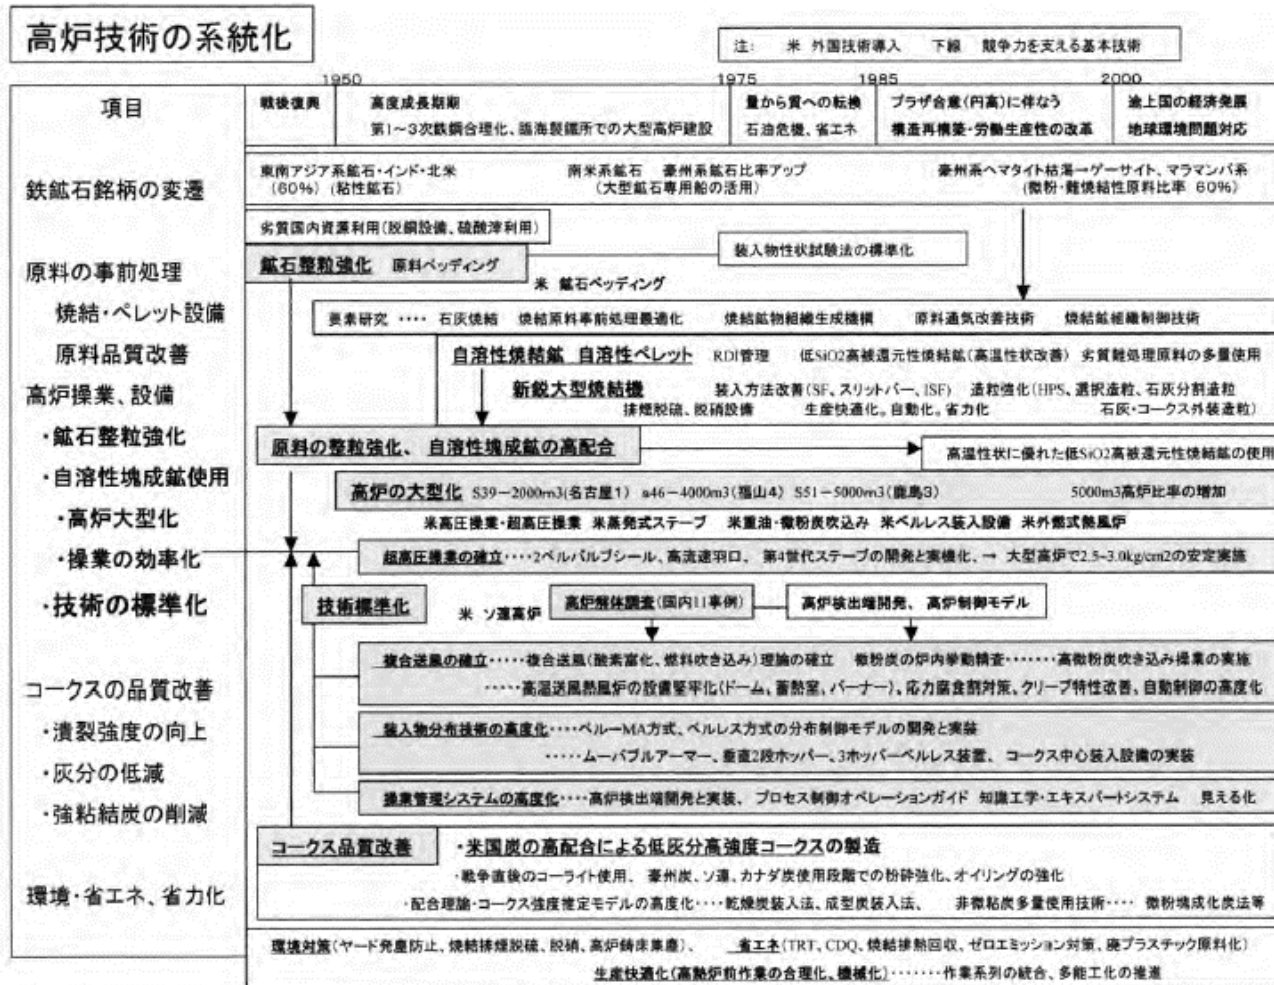 高炉技術の系統化
注: 米 外国技術導入 下線 競争力を支える基本技術
1950 1975 1985 2000
項目
戦後復興 高度成長期期 量から質への転換 プラザ合意(円高)に伴なう 途上国の経済発展
第1~3次鉄鋼合理化、臨海製鐵所での大型高炉建設 石油危機、省エネ 構造再構築・労働生産性の改革 地球環境問題対応
鉄鉱石銘柄の変遷
東南アジア系鉱石・インド・北米 南米系鉱石 豪州系鉱石比率アップ 豪州系ヘマタイト枯渇→ゲーサイト、マラマンバ系
(60%) (粘性鉱石) (大型鉱石専用船の活用) (微粉・難焼結性原料比率 60%)
劣質国内資源利用(脱銅設備、硫酸滓利用)
原料の事前処理
鉱石整粒強化 原料ベッディング 装入物性状試験法の標準化
米 鉱石ベッディング
焼結・ペレット設備
要素研究 ‥‥ 石灰焼結 焼結原料事前処理最適化 焼結鉱物組織生成機構 原料通気改善技術 焼結鉱組織制御技術
原料品質改善
自溶性焼結鉱 自溶性ペレット RDI管理 低SiO2高被還元性焼結鉱(高温性状改善) 劣質難処理原料の多量使用
高炉操業、設備
新鋭大型焼結機 装入方法改善(SF、スリットバー、ISF) 造粒強化(HPS、選択造粒、石灰分割造粒
排煙脱硫、脱硝設備 生産快適化。自動化。省力化 石灰・コークス外装造粒)
・鉱石整粒強化
原料の整粒強化、 自溶性塊成鉱の高配合 高温性状に優れた低SiO2高被還元性焼結鉱の使用
・自溶性塊成鉱使用
高炉の大型化 S39-2000m3(名古屋1) s46-4000m3(福山4) S51-5000m3(鹿島3) 5000m3高炉比率の増加
・高炉大型化
米高圧操業・超高圧操業 米蒸発式ステーブ 米重油・微粉炭吹込み 米ベルレス装入設備 米外燃式熱風炉
・操業の効率化
超高圧操業の確立‥‥2ベルバルブシール、高流速羽口、 第4世代ステーブの開発と実機化、→ 大型高炉で2.5~3.0kg/cm2の安定実施
・技術の標準化
技術標準化 米 ソ連高炉 高炉解体調査(国内11事例) 高炉検出端開発、 高炉制御モデル
複合送風の確立‥‥‥複合送風(酸素富化、燃料吹き込み)理論の確立 微粉炭の炉内挙動精査‥‥‥‥高微粉炭吹き込み操業の実施
コークスの品質改善
‥‥‥高温送風熱風炉の設置堅牢化(ドーム、蓄熱室、バーナー)、応力腐食割対策、クリープ特性改善、自動制御の高度化
・潰裂強度の向上
装入物分布技術の高度化‥‥ベルーMA方式、ベルレス方式の分布制御モデルの開発と実装
‥‥‥ムーバブルアーマー、垂直2段ホッパー、3ホッパーベルレス装置、 コークス中心装入設備の実装
・灰分の低減
操業管理システムの高度化‥‥高炉検出端開発と実装、 プロセス制御オペレーションガイド 知識工学・エキスパートシステム 見える化
・強粘結炭の削減
コークス品質改善 ・米国炭の高配合による低灰分高強度コークスの製造
・戦争直後のコーライト使用、 豪州炭、ソ連、カナダ炭使用段階での粉砕強化、オイリングの強化
環境・省エネ、省力化
・配合理論・コークス強度推定モデルの高度化‥‥乾燥炭装入法、成型炭装入法、 非微粘炭多量使用技術‥‥ 微粉塊成化炭法等
環境対策(ヤード発塵防止、焼結排煙脱硫、脱硝、高炉鋳床集塵)、 省エネ(TRT、CDQ、焼結排熱回収、ゼロエミッション対策、廃プラスチック原料化)
生産快適化(高熱炉前作業の合理化、機械化)‥‥‥‥作業系列の統合、多能工化の推進